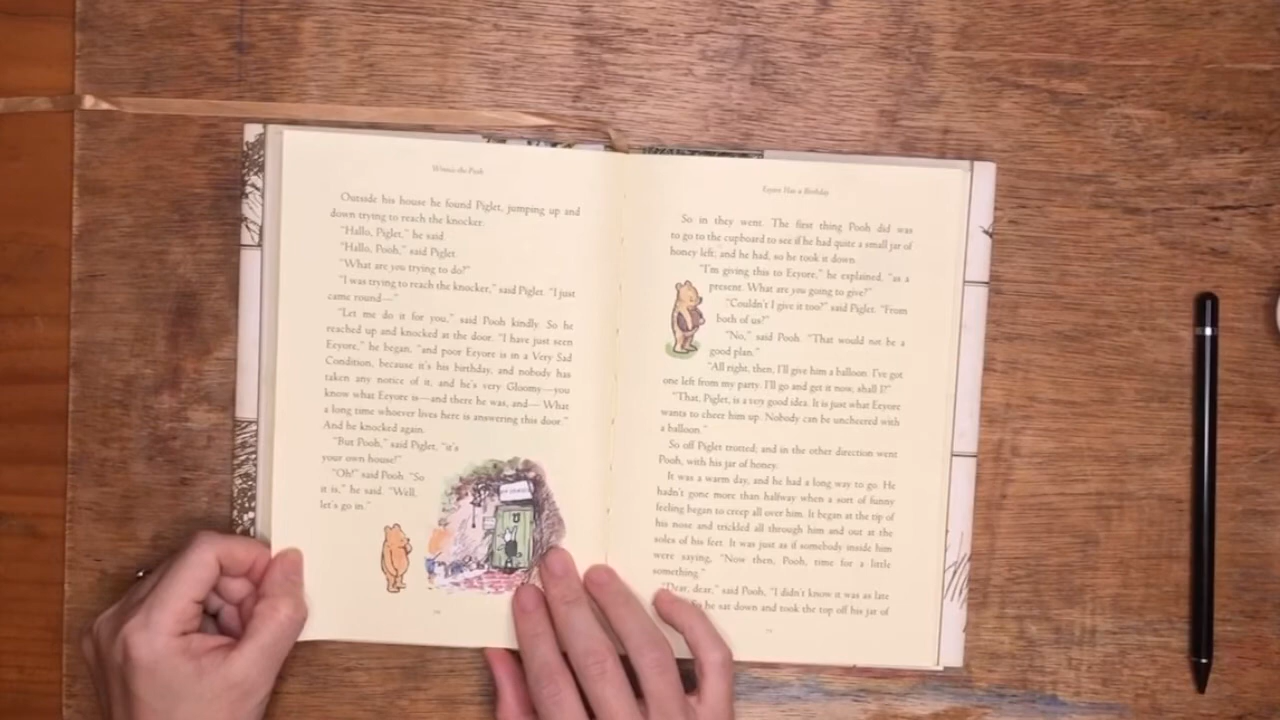 Winnie-the-Pooh
Outside his house he found Piglet, jumping up and
down trying to reach the knocker.
"Hallo, Piglet," he said.
"Hallo, Pooh," said Piglet.
"What are you trying to do?"
"I was trying to reach the knocker," said Piglet. "I just
came round—"
"Let me do it for you," said Pooh kindly. So he
reached up and knocked at the door. "I have just seen
Eeyore," he began, "and poor Eeyore is in a Very Sad
Condition, because it's his birthday, and nobody has
taken any notice of it, and he's very Gloomy—you
know what Eeyore is—and there he was, and— What
a long time whoever lives here is answering this door."
And he knocked again.
"But Pooh," said Piglet, "it's
your own house!"
"Oh!" said Pooh. "So
it is," he said. "Well,
let's go in."
Eeyore Has a Birthday
So in they went. The first thing Pooh did was
to go to the cupboard to see if he had quite a small jar of
honey left; and he had, so he took it down.
"I'm giving this to Eeyore," he explained, "as a
present. What are you going to give?"
"Couldn't I give it too?" said Piglet. "From
both of us?"
"No," said Pooh. "That would not be a
good plan."
"All right, then, I'll give him a balloon. I've got
one left from my party. I'll go and get it now, shall I?"
"That, Piglet, is a very good idea. It is just what Eeyore
wants to cheer him up. Nobody can be uncheered with
a balloon."
So off Piglet trotted; and in the other direction went
Pooh, with his jar of honey.
It was a warm day, and he had a long way to go. He
hadn't gone more than halfway when a sort of funny
feeling began to creep all over him. It began at the tip of
his nose and trickled all through him and out at the
soles of his feet. It was just as if somebody inside him
were saying, "Now then, Pooh, time for a little
something."
"Dear, dear," said Pooh, "I didn't know it was as late
So he sat down and took the top off his jar of